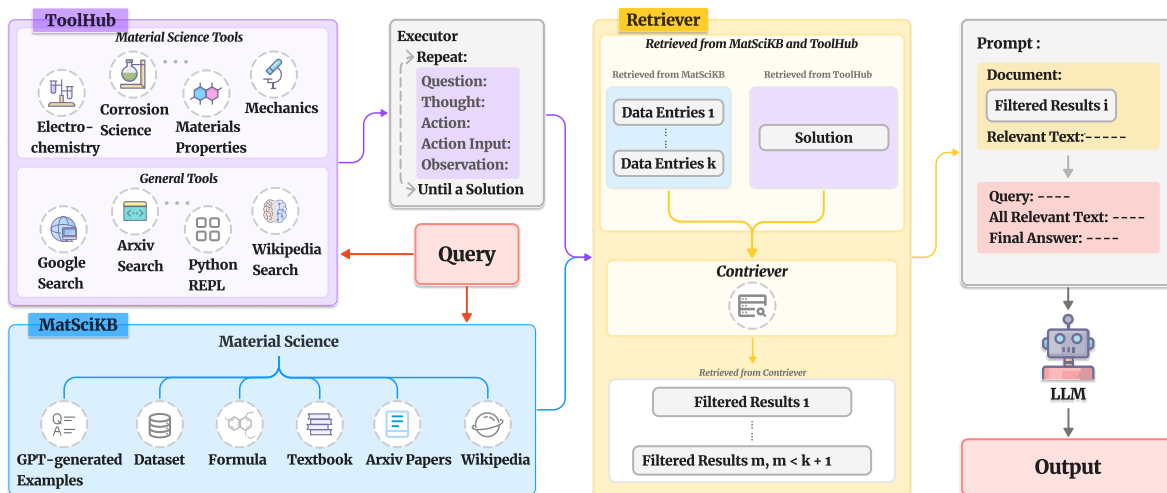 ToolHub
Material Science Tools
Electro-
chemistry
Corrosion
Science
Materials
Properties
Mechanics
General Tools
Google
Search
Arxiv
Search
Python
REPL
Wikipedia
Search
Executor
Repeat:
Question:
Thought:
Action:
Action Input:
Observation:
Until a Solution
Query
MatSciKB
Material Science
Q
A
GPT-generated
Examples
Dataset
Formula
Textbook
Arxiv Papers
Wikipedia
Retriever
Retrieved from MatSciKB and ToolHub
Retrieved from MatSciKB
Data Entries 1
Data Entries k
Retrieved from ToolHub
Solution
Contriever
Retrieved from Contriever
Filtered Results 1
Filtered Results m, m < k + 1
Prompt :
Document:
Filtered Results i
Relevant Text:-----
Query: ----
All Relevant Text: ----
Final Answer: ----
LLM
Output